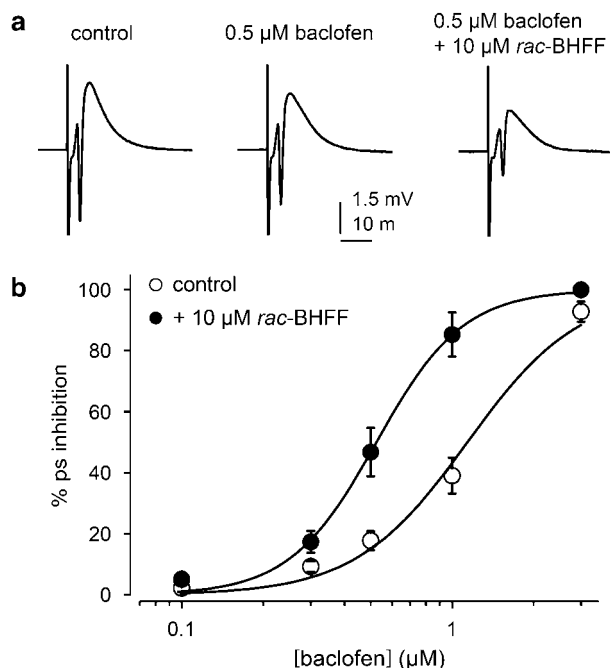 a
control
0.5 µM baclofen
0.5 µM baclofen
+ 10 µM rac-BHFF
1.5 mV
10 m
b
control
+ 10 µM rac-BHFF
% ps inhibition
100
80
60
40
20
0
0.1
1
[baclofen] (µM)